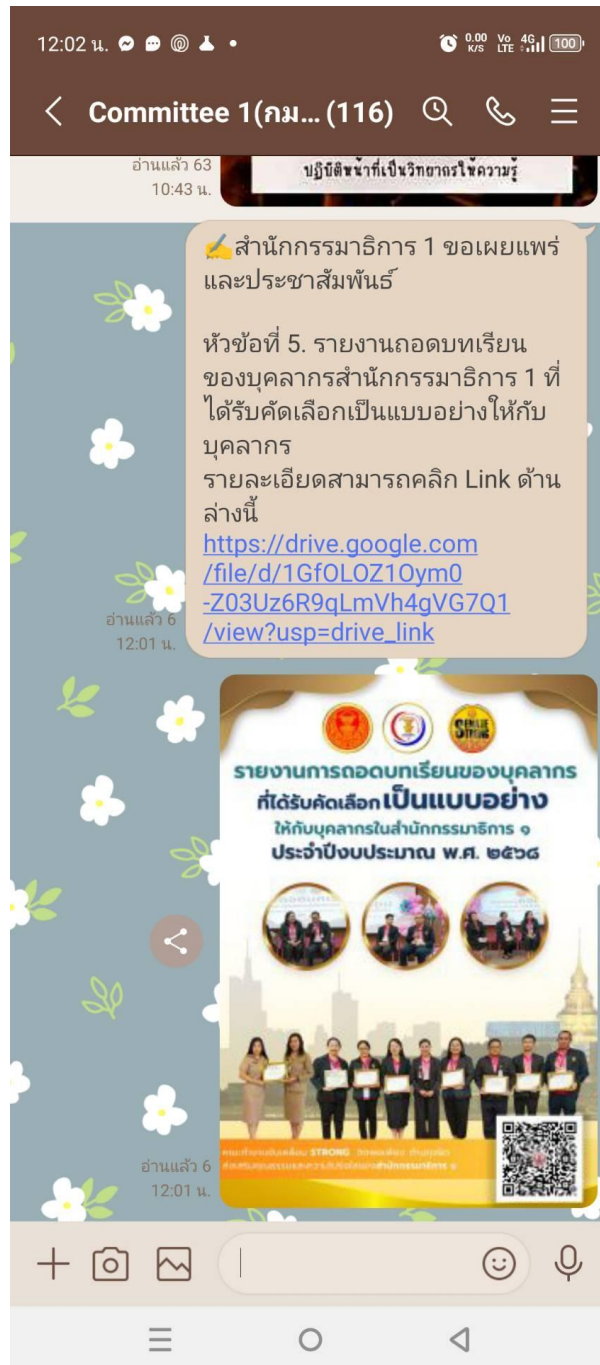 12:02 น.
0.00 K/S Vo LTE 4G 100
Committee 1(กม... (116)
อ่านแล้ว 63
10:43 น.
ปฏิบัติหน้าที่เป็นวิทยากรให้ความรู้
✍️สำนักกรรมาธิการ 1 ขอเผยแพร่
และประชาสัมพันธ์
หัวข้อที่ 5. รายงานถอดบทเรียน
ของบุคลากรสำนักกรรมาธิการ 1 ที่
ได้รับคัดเลือกเป็นแบบอย่างให้กับ
บุคลากร
รายละเอียดสามารถคลิก Link ด้าน
ล่างนี้
https://drive.google.com
/file/d/1GfOLOZ1Oym0
-Z03Uz6R9qLmVh4gVG7Q1
/view?usp=drive_link
อ่านแล้ว 6
12:01 น.
รายงานการถอดบทเรียนของบุคลากร
ที่ได้รับคัดเลือกเป็นแบบอย่าง
ให้กับบุคลากรในสำนักกรรมาธิการ ๑
ประจำปีงบประมาณ พ.ศ. ๒๕๖๘
STRONG
สำนักกรรมาธิการ ๑
อ่านแล้ว 6
12:01 น.